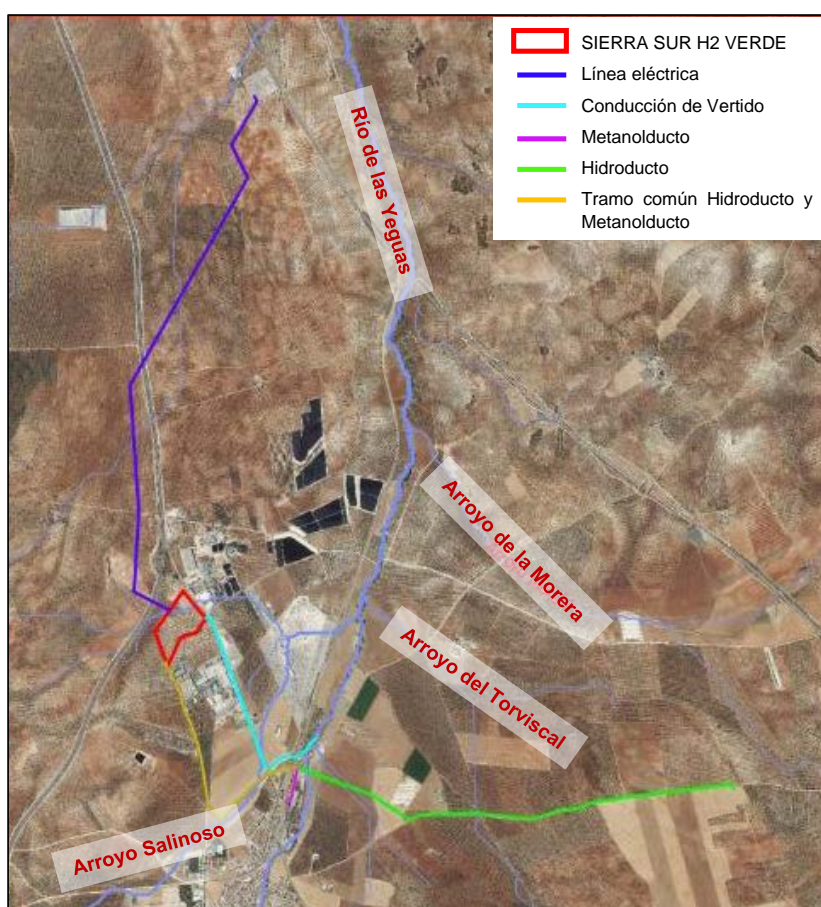 SIERRA SUR H2 VERDE
Línea eléctrica
Conducción de Vertido
Metanolducto
Hidroducto
Tramo común Hidroducto y
Metanolducto
Río de las Yeguas
Arroyo de la Morera
Arroyo del Torviscal
Arroyo Salinoso